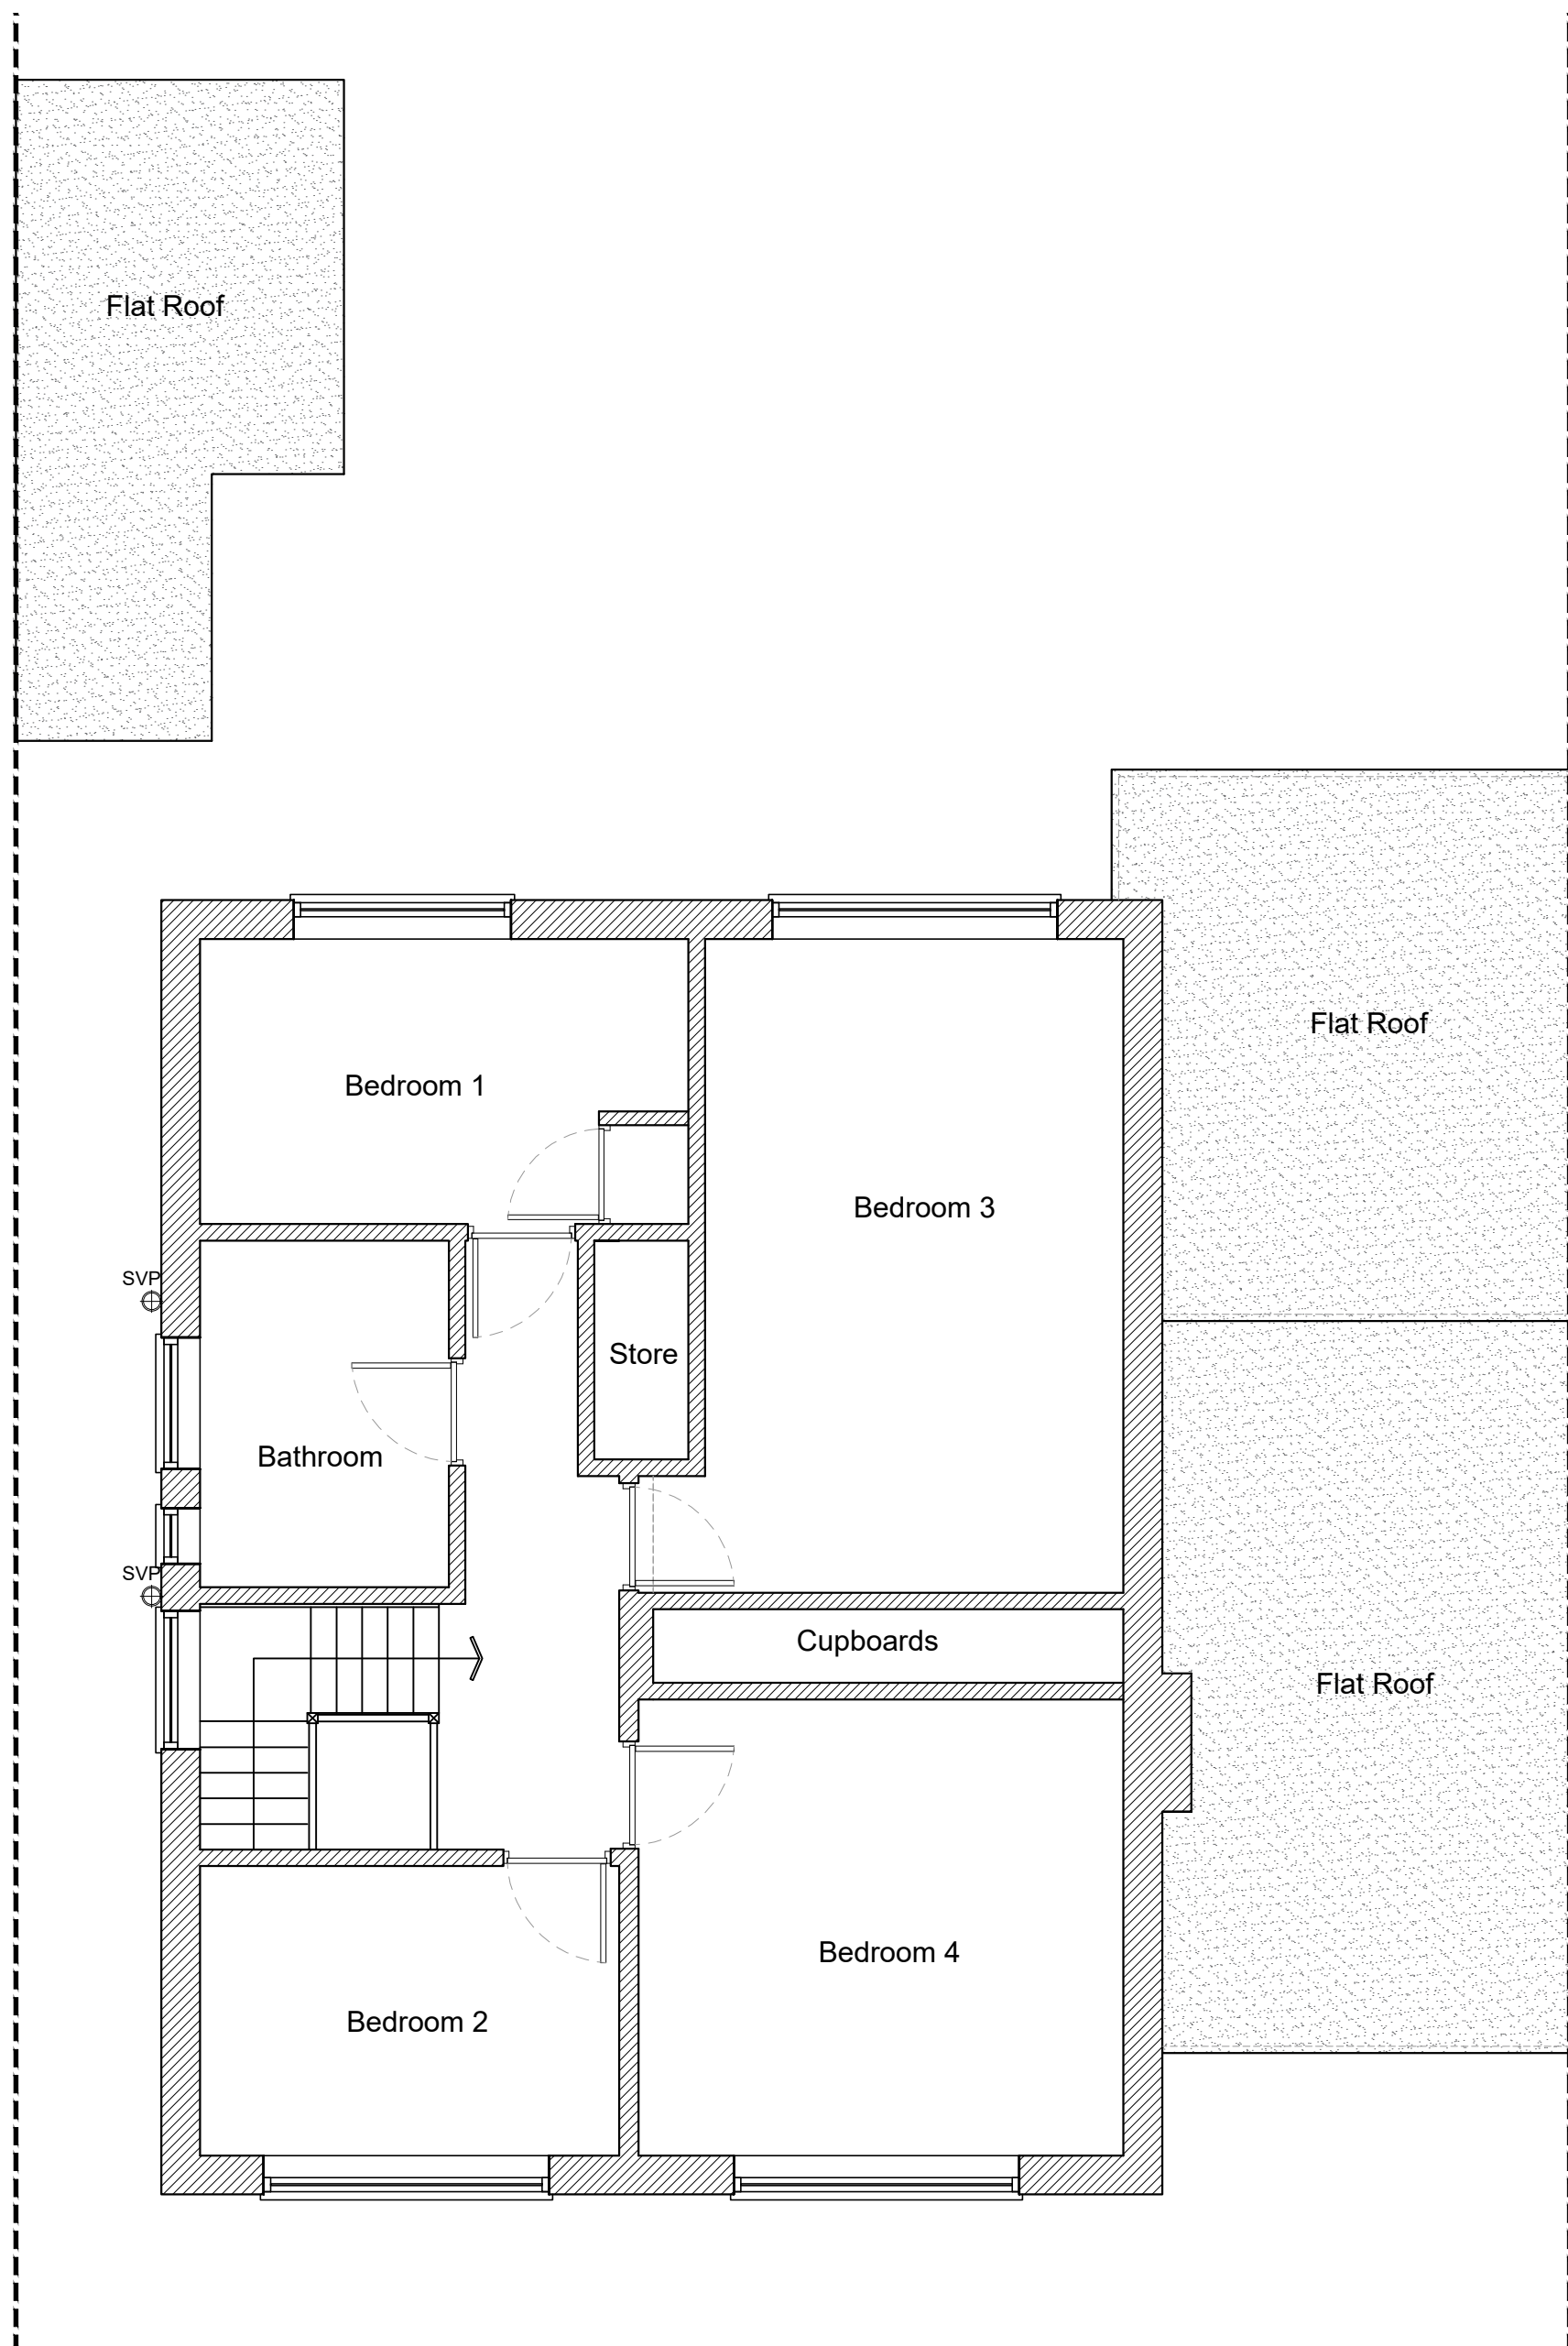 Flat Roof
Flat Roof
Bedroom 1
Bedroom 3
SVP
Store
Bathroom
SVP
Cupboards
Flat Roof
Bedroom 4
Bedroom 2